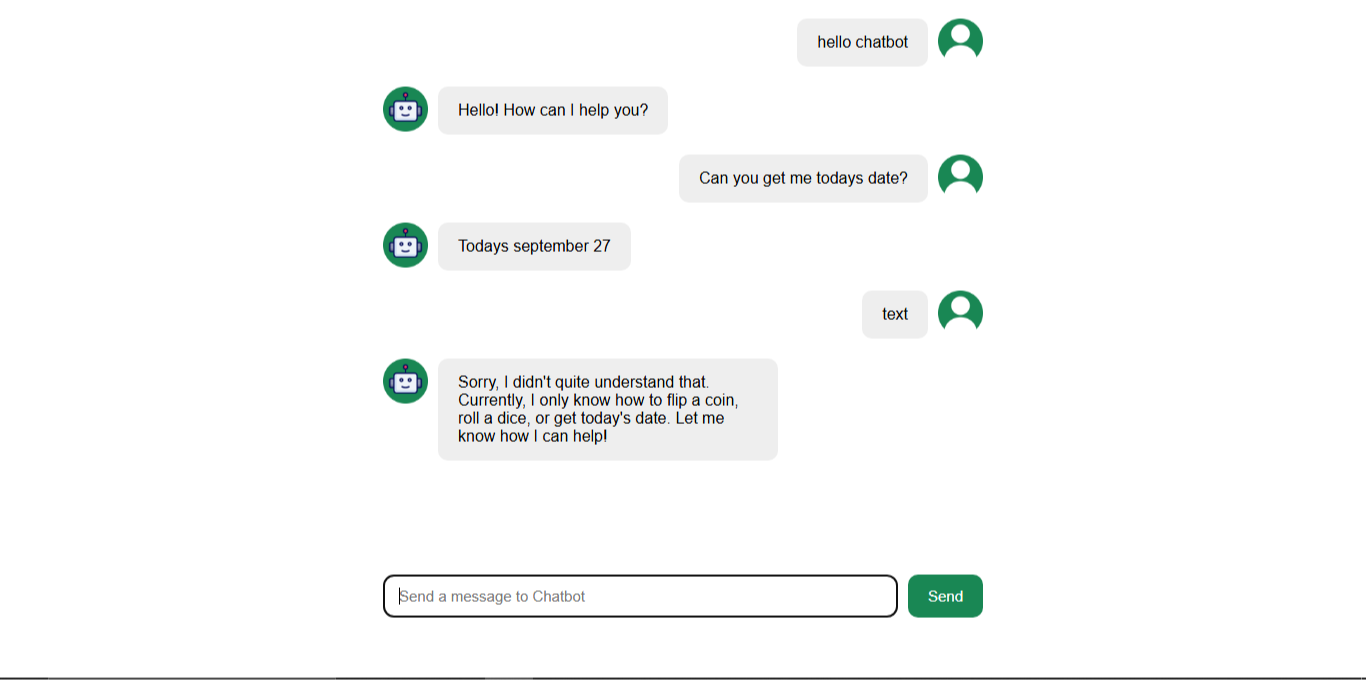 hello chatbot
Hello! How can I help you?
Can you get me todays date?
Todays september 27
text
Sorry, I didn't quite understand that.
Currently, I only know how to flip a coin,
roll a dice, or get today's date. Let me
know how I can help!
Send a message to Chatbot
Send